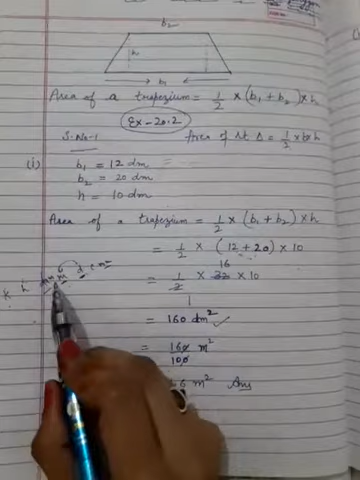 b₂
h
b₁
Area of a trapezium = 1/2 × (b₁ + b₂) × h
Ex-20.2
S.No-1
Area of Δ = 1/2 × b × h
(i) b₁ = 12 dm
b₂ = 20 dm
h = 10 dm
Area of a trapezium = 1/2 × (b₁ + b₂) × h
= 1/2 × (12 + 20) × 10
16
= 1/2 × 32 × 10
1
k h m d c m
= 160 dm² ✓
= 160/100 m²
6 m² Ans